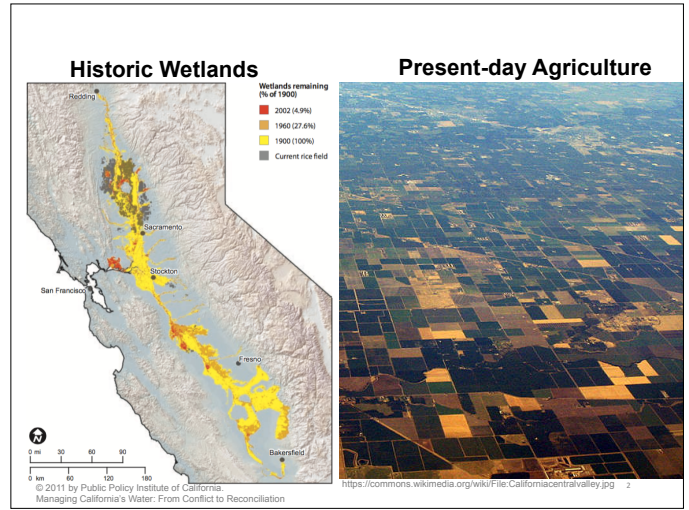 Historic Wetlands
Present-day Agriculture
Wetlands remaining
(% of 1900)
2002 (4.9%)
1960 (27.6%)
1900 (100%)
Current rice field
Redding
Sacramento
Stockton
San Francisco
Fresno
Bakersfield
N
0 mi 30 60 90
0 km 60 120 180
© 2011 by Public Policy Institute of California.
Managing California's Water: From Conflict to Reconciliation
https://commons.wikimedia.org/wiki/File:Californiacentralvalley.jpg
2